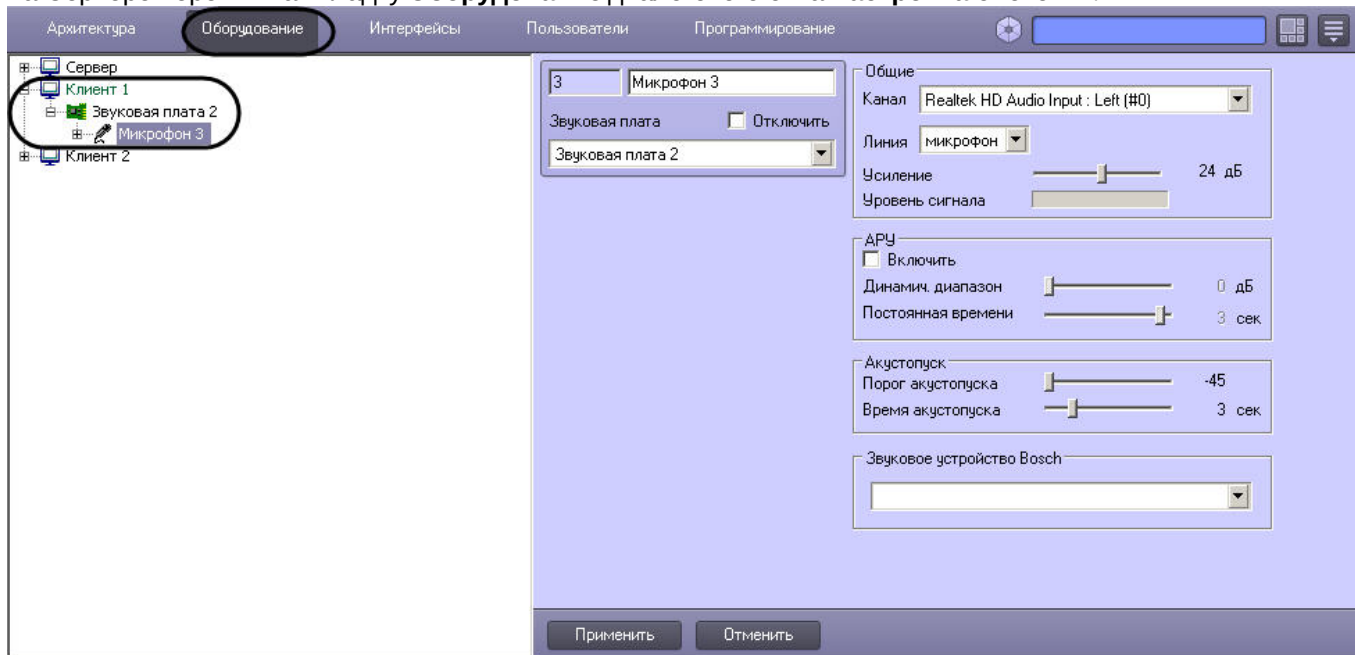 Архитектура Оборудование Интерфейсы Пользователи Программирование
Сервер
Клиент 1
Звуковая плата 2
Микрофон 3
Клиент 2
3 Микрофон 3
Звуковая плата Отключить
Звуковая плата 2
Общие
Канал Realtek HD Audio Input : Left (#0)
Линия микрофон
Усиление 24 дБ
Уровень сигнала
АРУ
Включить
Динамич. диапазон 0 дБ
Постоянная времени 3 сек
Акустопуск
Порог акустопуска -45
Время акустопуска 3 сек
Звуковое устройство Bosch
Применить Отменить